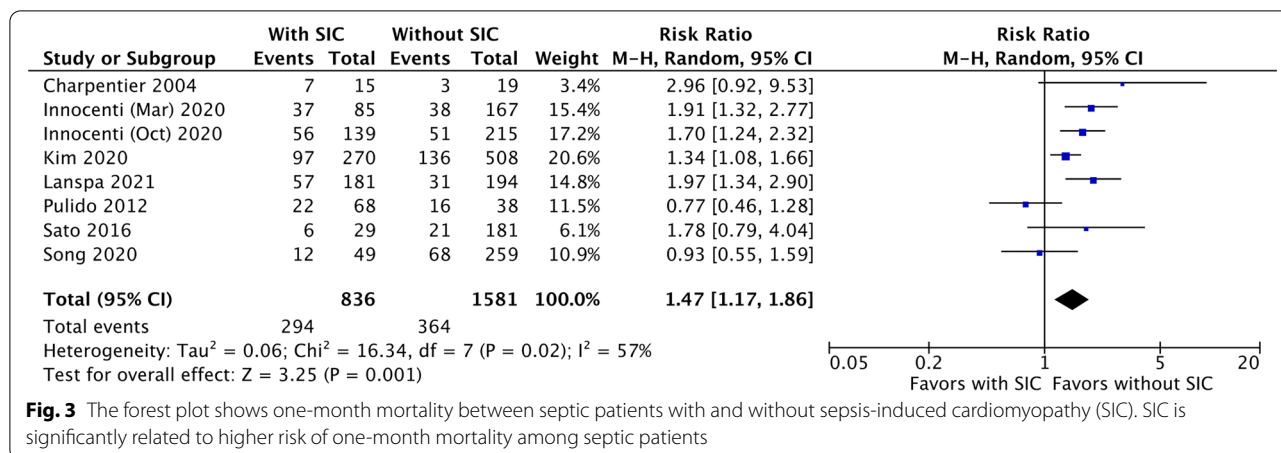 With SIC Without SIC Risk Ratio Risk Ratio
Study or Subgroup Events Total Events Total Weight M–H, Random, 95% CI M–H, Random, 95% CI
Charpentier 2004 7 15 3 19 3.4% 2.96 [0.92, 9.53]
Innocenti (Mar) 2020 37 85 38 167 15.4% 1.91 [1.32, 2.77]
Innocenti (Oct) 2020 56 139 51 215 17.2% 1.70 [1.24, 2.32]
Kim 2020 97 270 136 508 20.6% 1.34 [1.08, 1.66]
Lanspa 2021 57 181 31 194 14.8% 1.97 [1.34, 2.90]
Pulido 2012 22 68 16 38 11.5% 0.77 [0.46, 1.28]
Sato 2016 6 29 21 181 6.1% 1.78 [0.79, 4.04]
Song 2020 12 49 68 259 10.9% 0.93 [0.55, 1.59]
Total (95% CI) 836 1581 100.0% 1.47 [1.17, 1.86]
Total events 294 364
Heterogeneity: Tau² = 0.06; Chi² = 16.34, df = 7 (P = 0.02); I² = 57%
Test for overall effect: Z = 3.25 (P = 0.001)
0.05 0.2 1 5 20
Favors with SIC Favors without SIC
Fig. 3 The forest plot shows one-month mortality between septic patients with and without sepsis-induced cardiomyopathy (SIC). SIC is
significantly related to higher risk of one-month mortality among septic patients